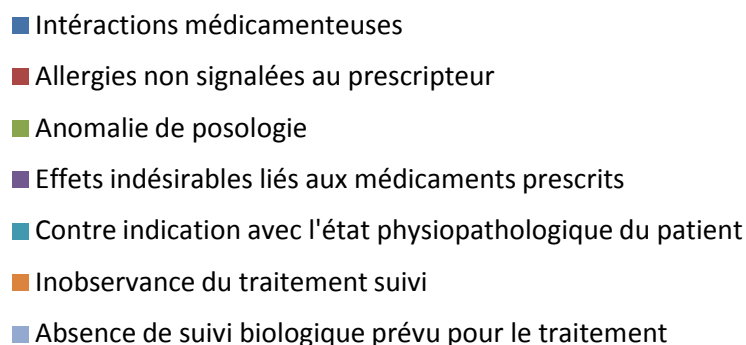 Intéractions médicamenteuses
Allergies non signalées au prescripteur
Anomalie de posologie
Effets indésirables liés aux médicaments prescrits
Contre indication avec l'état physiopathologique du patient
Inobservance du traitement suivi
Absence de suivi biologique prévu pour le traitement